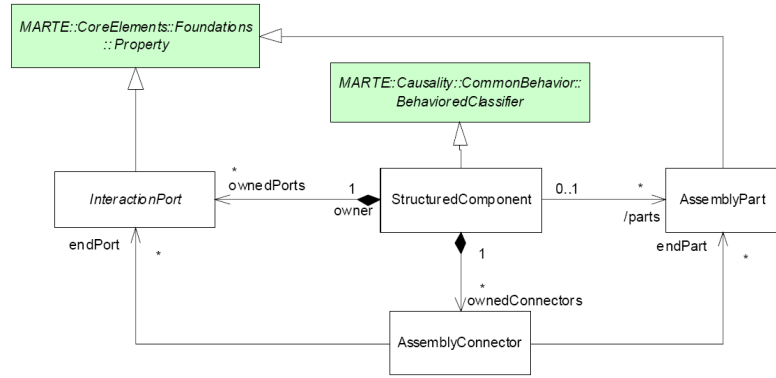 MARTE::CoreElements::Foundations
::Property
MARTE::Causality::CommonBehavior::
BehavioredClassifier
InteractionPort
*
ownedPorts
1
owner
StructuredComponent
0..1
*
/parts
AssemblyPart
endPort
*
1
endPart
*
*
ownedConnectors
AssemblyConnector